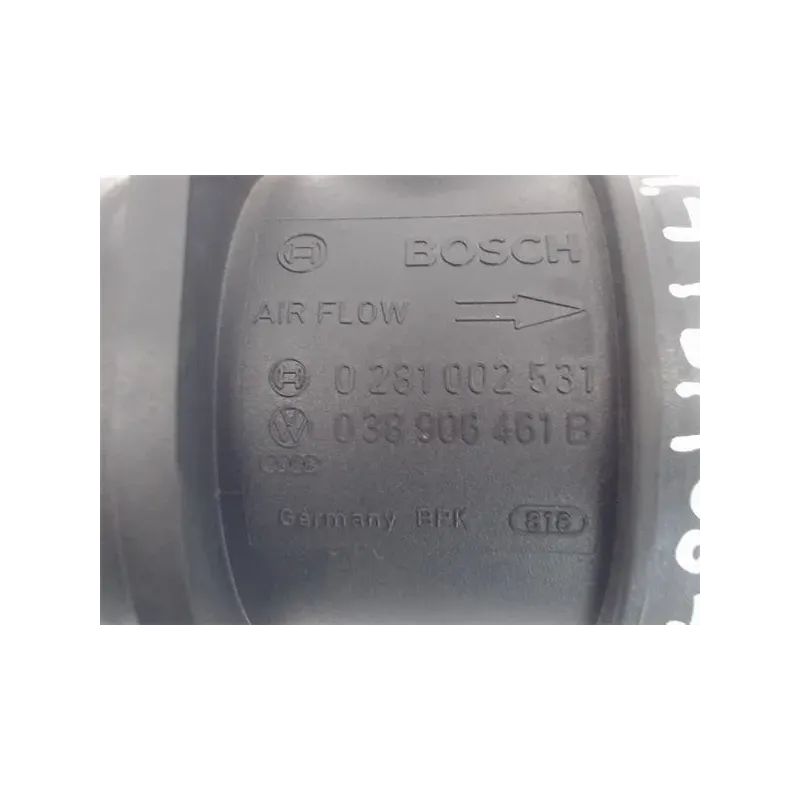 BOSCH
AIR FLOW
0 281 002 531
038 906 461 B
Germany BPK 816